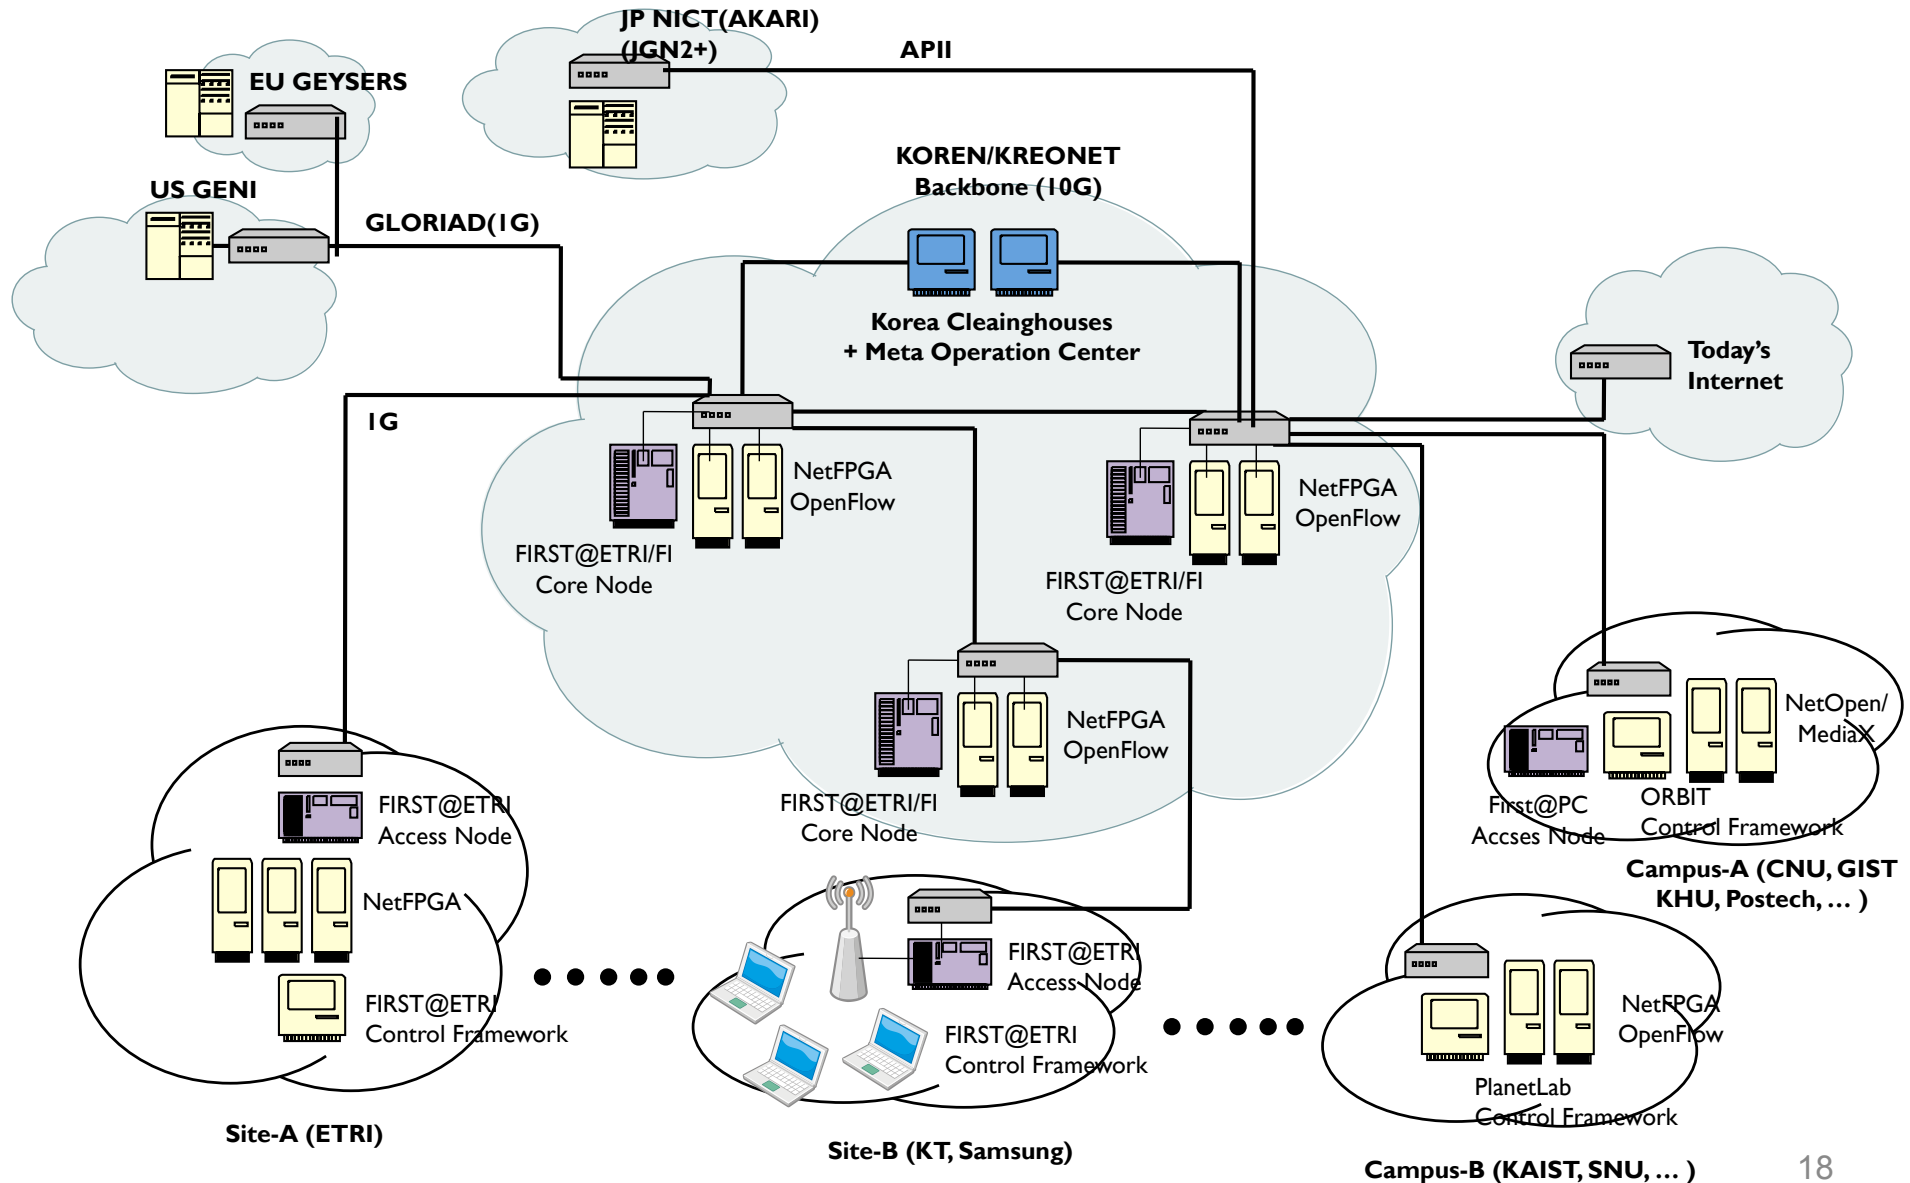 JP NICT(AKARI)
(JGN2+)
APII
EU GEYSERS
US GENI
GLORIAD(1G)
KOREN/KREONET
Backbone (10G)
Korea Cleainghouses
+ Meta Operation Center
Today's
Internet
1G
NetFPGA
OpenFlow
FIRST@ETRI/FI
Core Node
NetFPGA
OpenFlow
FIRST@ETRI/FI
Core Node
NetFPGA
OpenFlow
FIRST@ETRI/FI
Core Node
NetOpen/
MediaX
First@PC
Accses Node
ORBIT
Control Framework
Campus-A (CNU, GIST
KHU, Postech, ... )
FIRST@ETRI
Access Node
NetFPGA
FIRST@ETRI
Control Framework
Site-A (ETRI)
FIRST@ETRI
Access Node
FIRST@ETRI
Control Framework
Site-B (KT, Samsung)
NetFPGA
OpenFlow
PlanetLab
Control Framework
Campus-B (KAIST, SNU, ... )
18